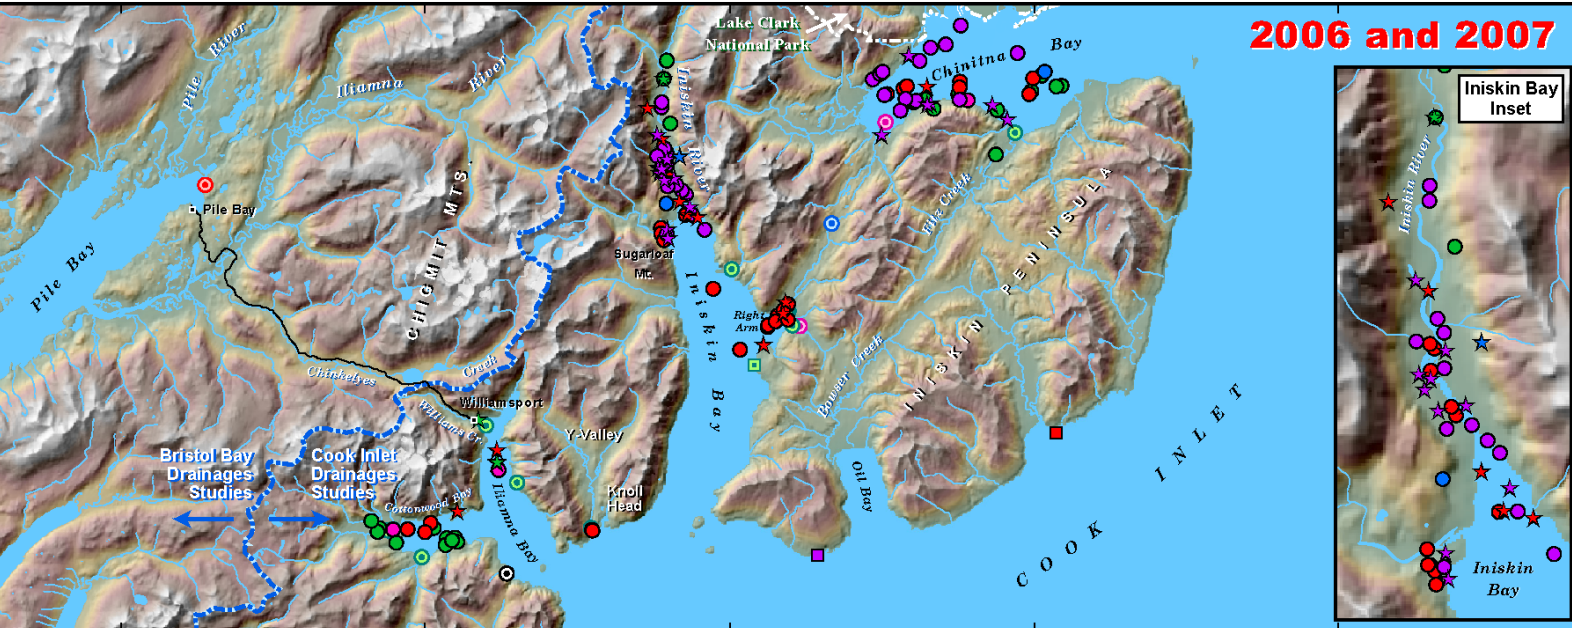 Lake Clark
National Park
2006 and 2007
Pile River
Iliamna River
Iniskin River
Chinitna Bay
Iniskin Bay
Inset
Iniskin River
Pile Bay
Pile Bay
CHIGMIT MTS.
Sugarloaf
Mt.
Fitz Creek
INISKIN PENINSULA
Iniskin Bay
Right
Arm
Bowser Creek
Chinkelyes Creek
Williamsport
Williams Cr.
Y-Valley
Bristol Bay
Drainages
Studies
Cook Inlet
Drainages
Studies
Cottonwood Bay
Iliamna Bay
Knoll
Head
Oil Bay
COOK INLET
Iniskin
Bay